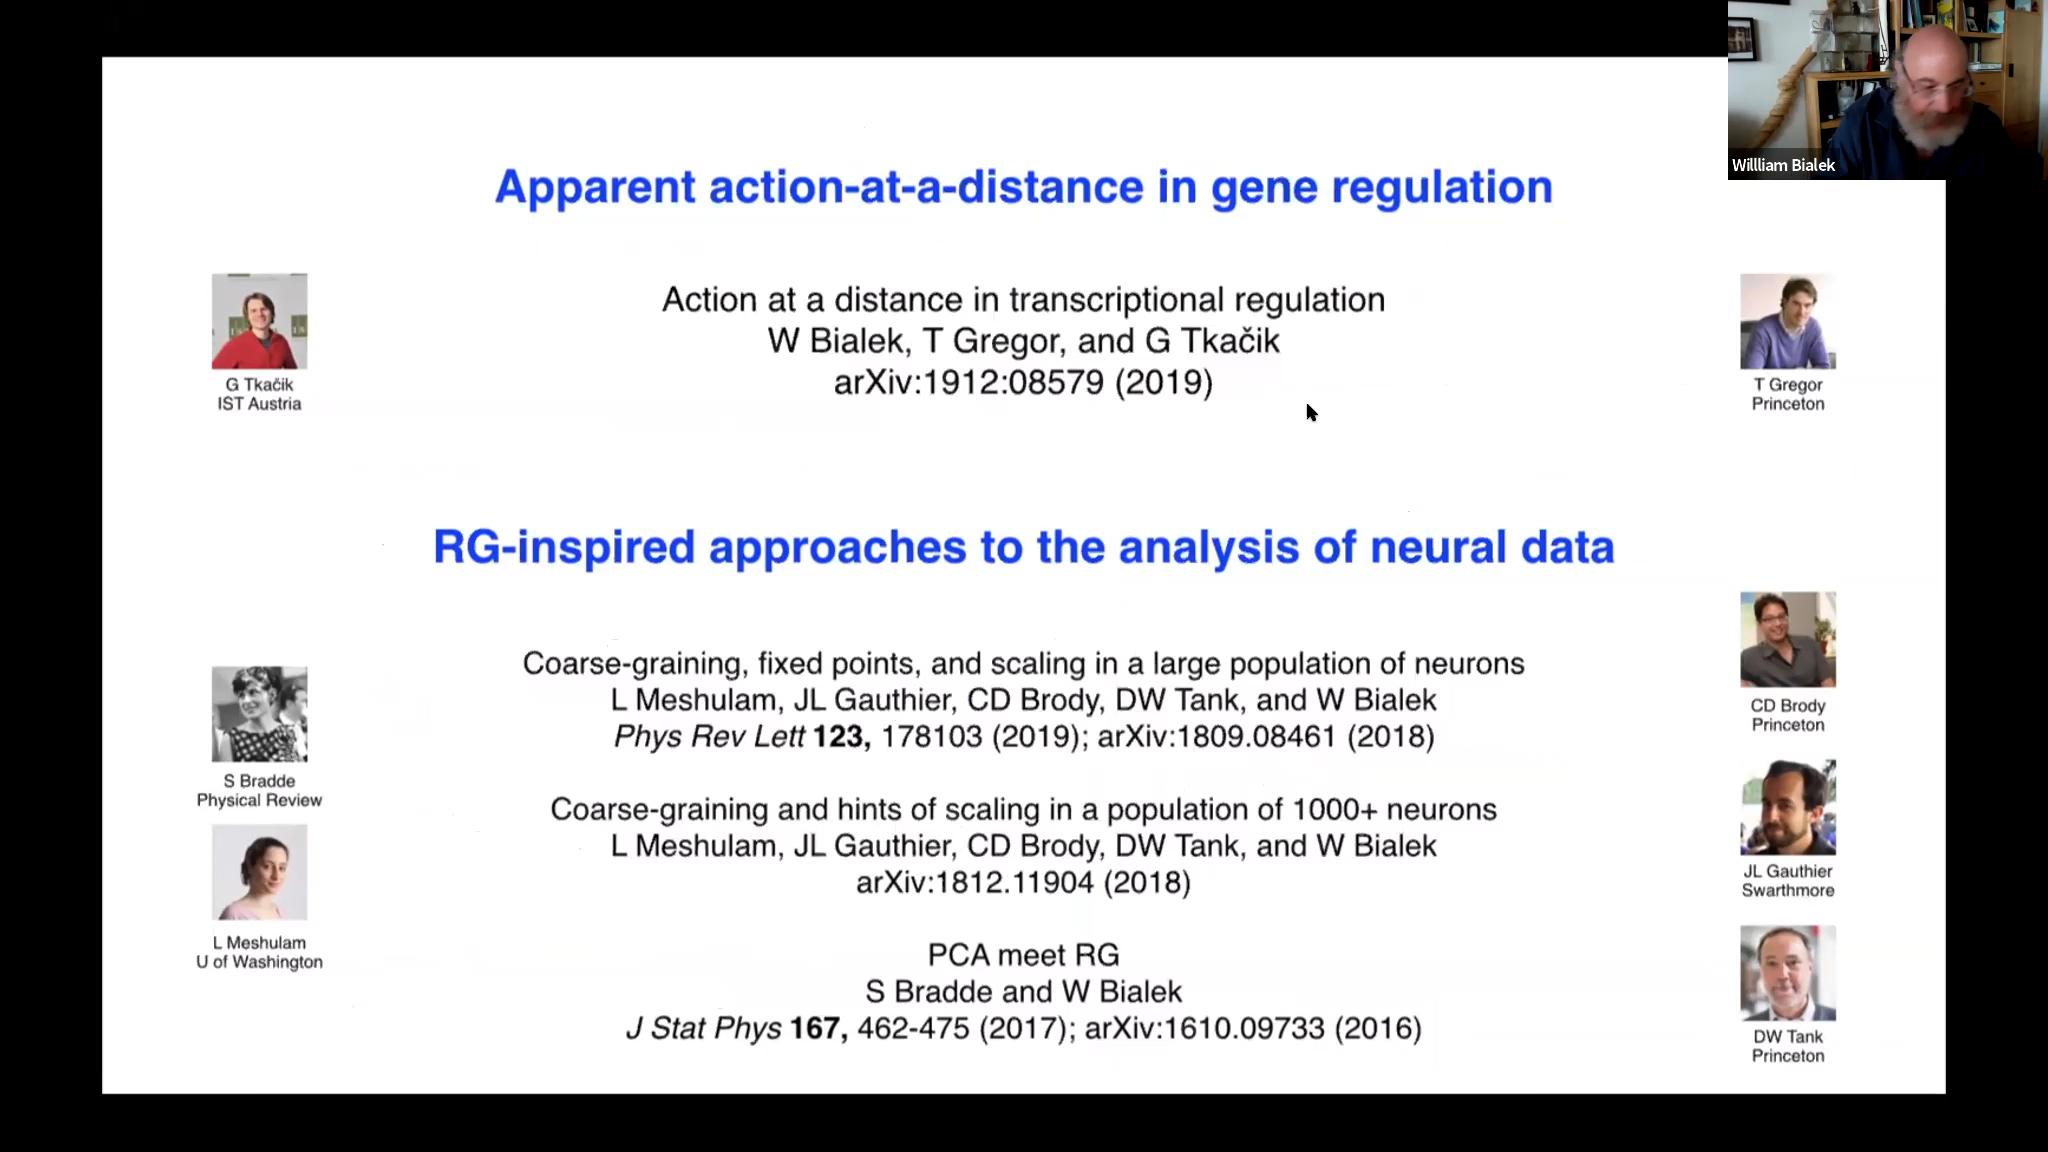 Willliam Bialek
Apparent action-at-a-distance in gene regulation
Action at a distance in transcriptional regulation
W Bialek, T Gregor, and G Tkačik
arXiv:1912:08579 (2019)
G Tkačik
IST Austria
T Gregor
Princeton
RG-inspired approaches to the analysis of neural data
Coarse-graining, fixed points, and scaling in a large population of neurons
L Meshulam, JL Gauthier, CD Brody, DW Tank, and W Bialek
Phys Rev Lett 123, 178103 (2019); arXiv:1809.08461 (2018)
Coarse-graining and hints of scaling in a population of 1000+ neurons
L Meshulam, JL Gauthier, CD Brody, DW Tank, and W Bialek
arXiv:1812.11904 (2018)
PCA meet RG
S Bradde and W Bialek
J Stat Phys 167, 462-475 (2017); arXiv:1610.09733 (2016)
S Bradde
Physical Review
L Meshulam
U of Washington
CD Brody
Princeton
JL Gauthier
Swarthmore
DW Tank
Princeton